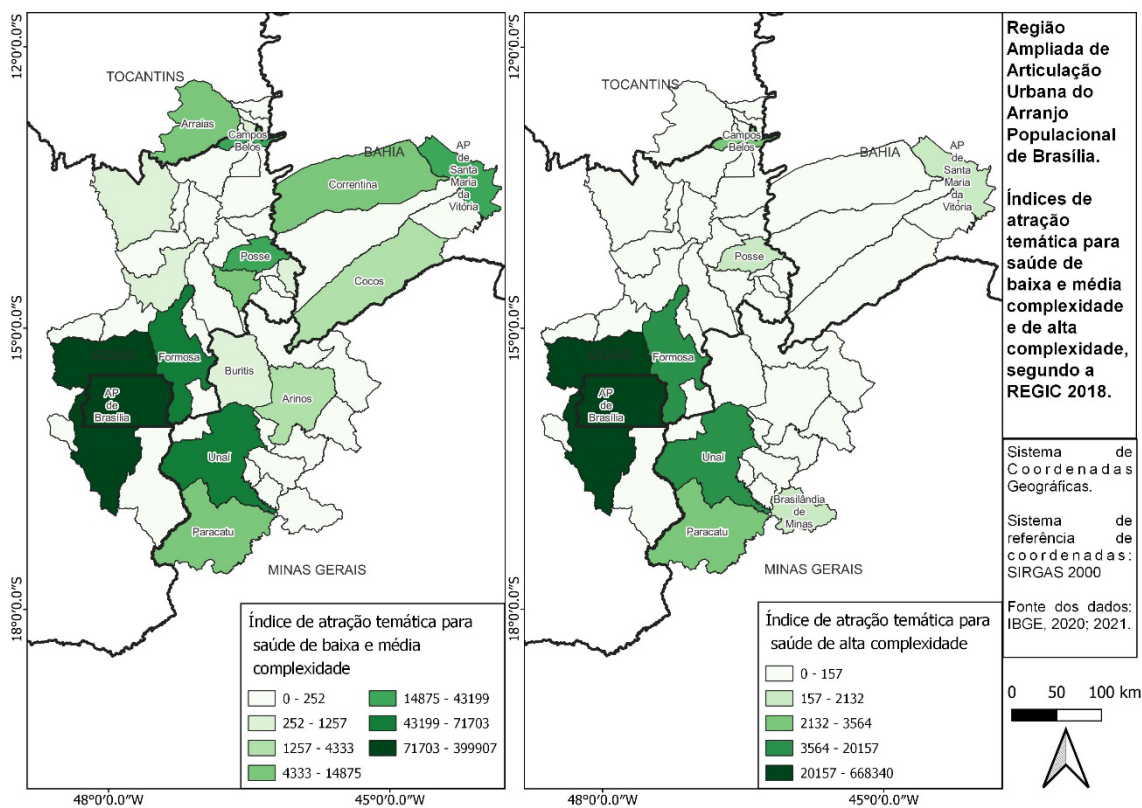 12°0.0'0"S
15°0.0'0"S
18°0.0'0"S
48°0.0'0"W
45°0.0'0"W
TOCANTINS
Arraias
Campos
Belos
BAHIA
AP
de
Santa
Maria
da
Vitória
Correntina
Posse
Cocos
GOIÁS
Formosa
Buritis
AP
de
Brasília
Arinos
Unaí
Paracatu
MINAS GERAIS
Índice de atração temática para
saúde de baixa e média
complexidade
0 - 252
252 - 1257
1257 - 4333
4333 - 14875
14875 - 43199
43199 - 71703
71703 - 399907
12°0.0'0"S
15°0.0'0"S
18°0.0'0"S
48°0.0'0"W
45°0.0'0"W
TOCANTINS
Campos
Belos
BAHIA
AP
de
Santa
Maria
da
Vitória
Posse
GOIÁS
Formosa
AP
de
Brasília
Unaí
Brasilândia
de
Minas
Paracatu
MINAS GERAIS
Índice de atração temática para
saúde de alta complexidade
0 - 157
157 - 2132
2132 - 3564
3564 - 20157
20157 - 668340
Região
Ampliada de
Articulação
Urbana do
Arranjo
Populacional
de Brasília.
Índices de
atração
temática para
saúde de
baixa e média
complexidade
e de alta
complexidade,
segundo a
REGIC 2018.
Sistema de
Coordenadas
Geográficas.
Sistema de
referência de
coordenadas:
SIRGAS 2000
Fonte dos dados:
IBGE, 2020; 2021.
0 50 100 km